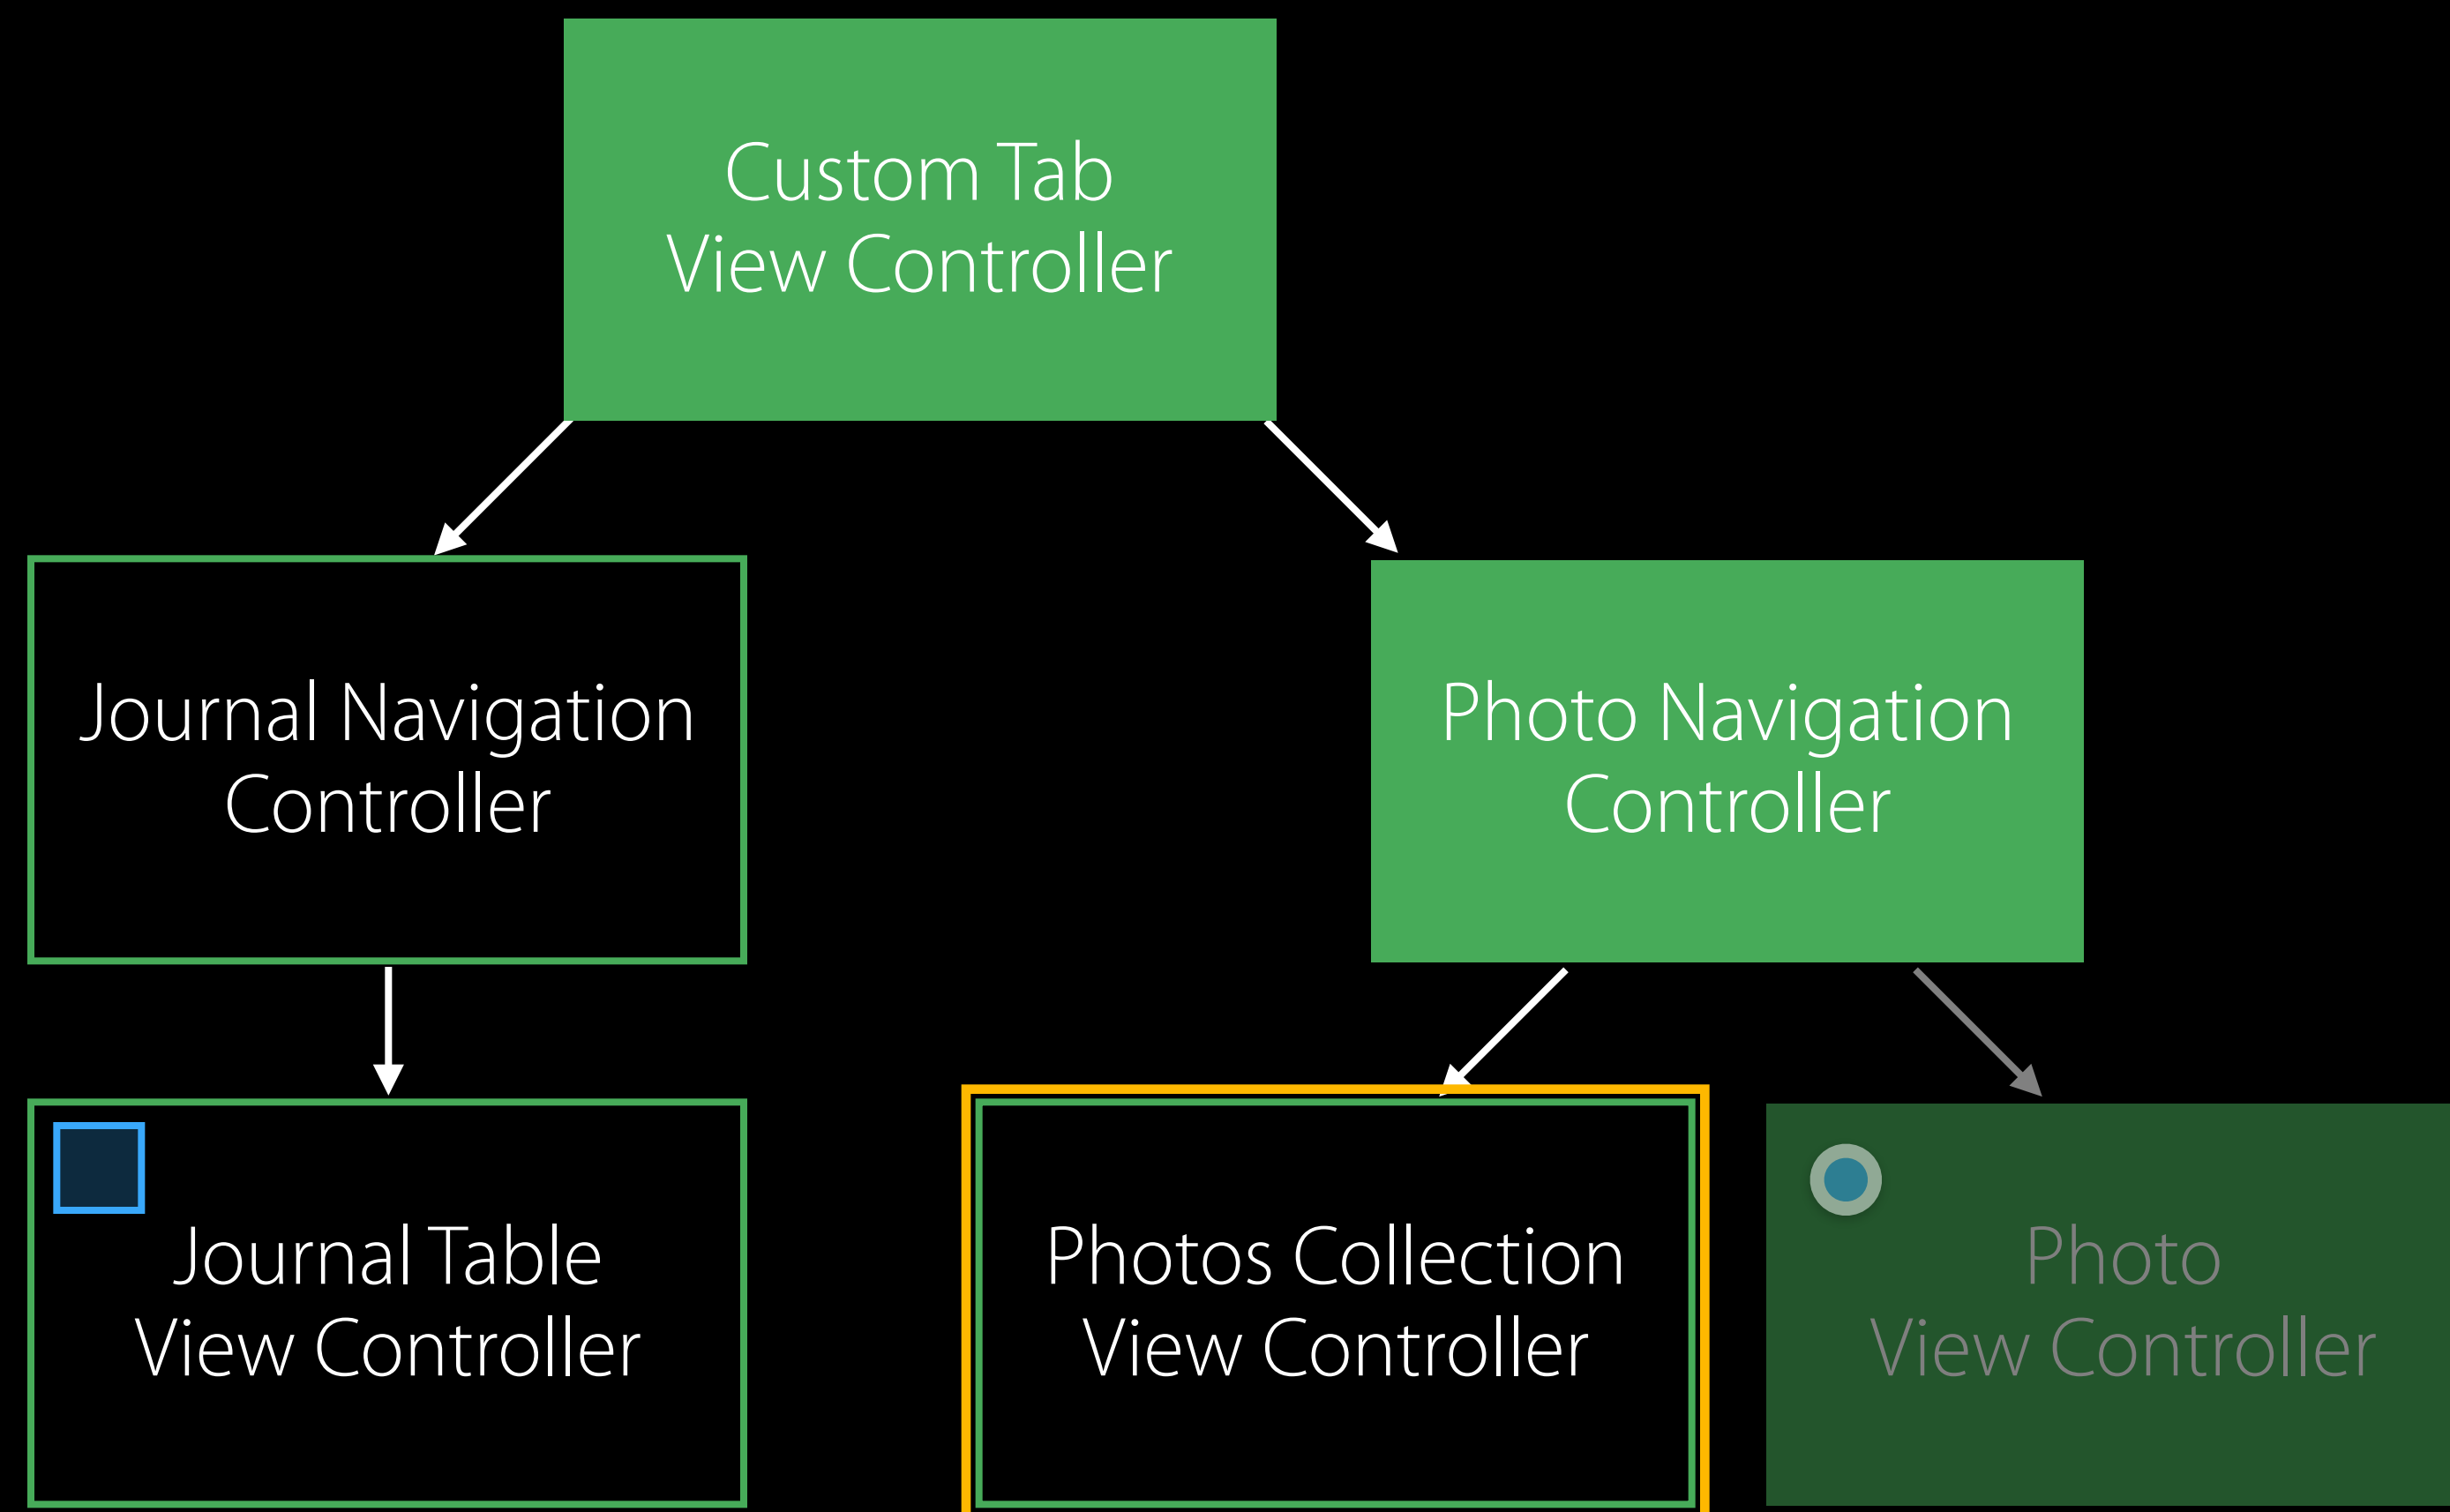 Custom Tab
View Controller
Journal Navigation
Controller
Photo Navigation
Controller
Journal Table
View Controller
Photos Collection
View Controller
Photo
View Controller